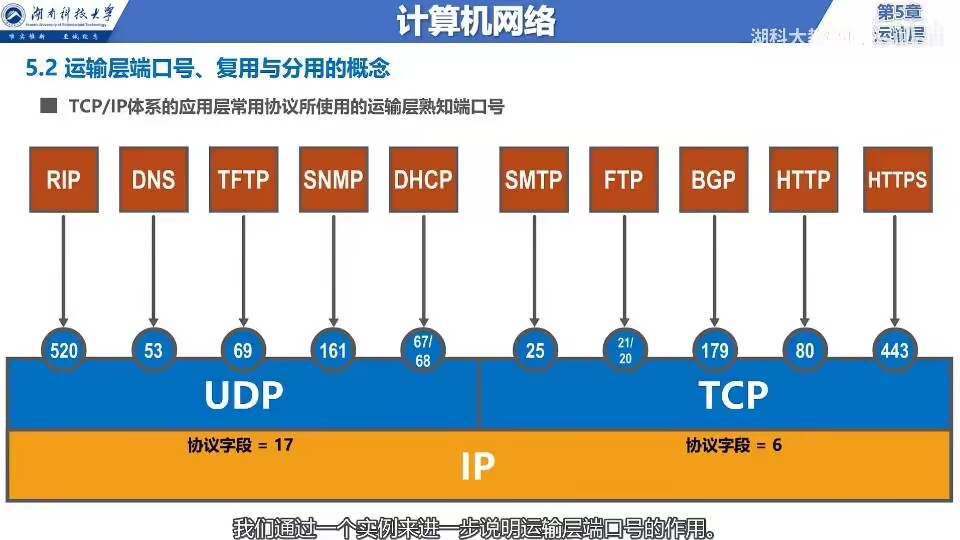 湖南科技大学
Hunan University of Science and Technology
唯实惟新 至诚致志
计算机网络
第5章
运输层
湖科大教
5.2 运输层端口号、复用与分用的概念
TCP/IP体系的应用层常用协议所使用的运输层熟知端口号
RIP DNS TFTP SNMP DHCP SMTP FTP BGP HTTP HTTPS
520 53 69 161 67/68 25 21/20 179 80 443
UDP TCP
协议字段 = 17 协议字段 = 6
IP
我们通过一个实例来进一步说明运输层端口号的作用。